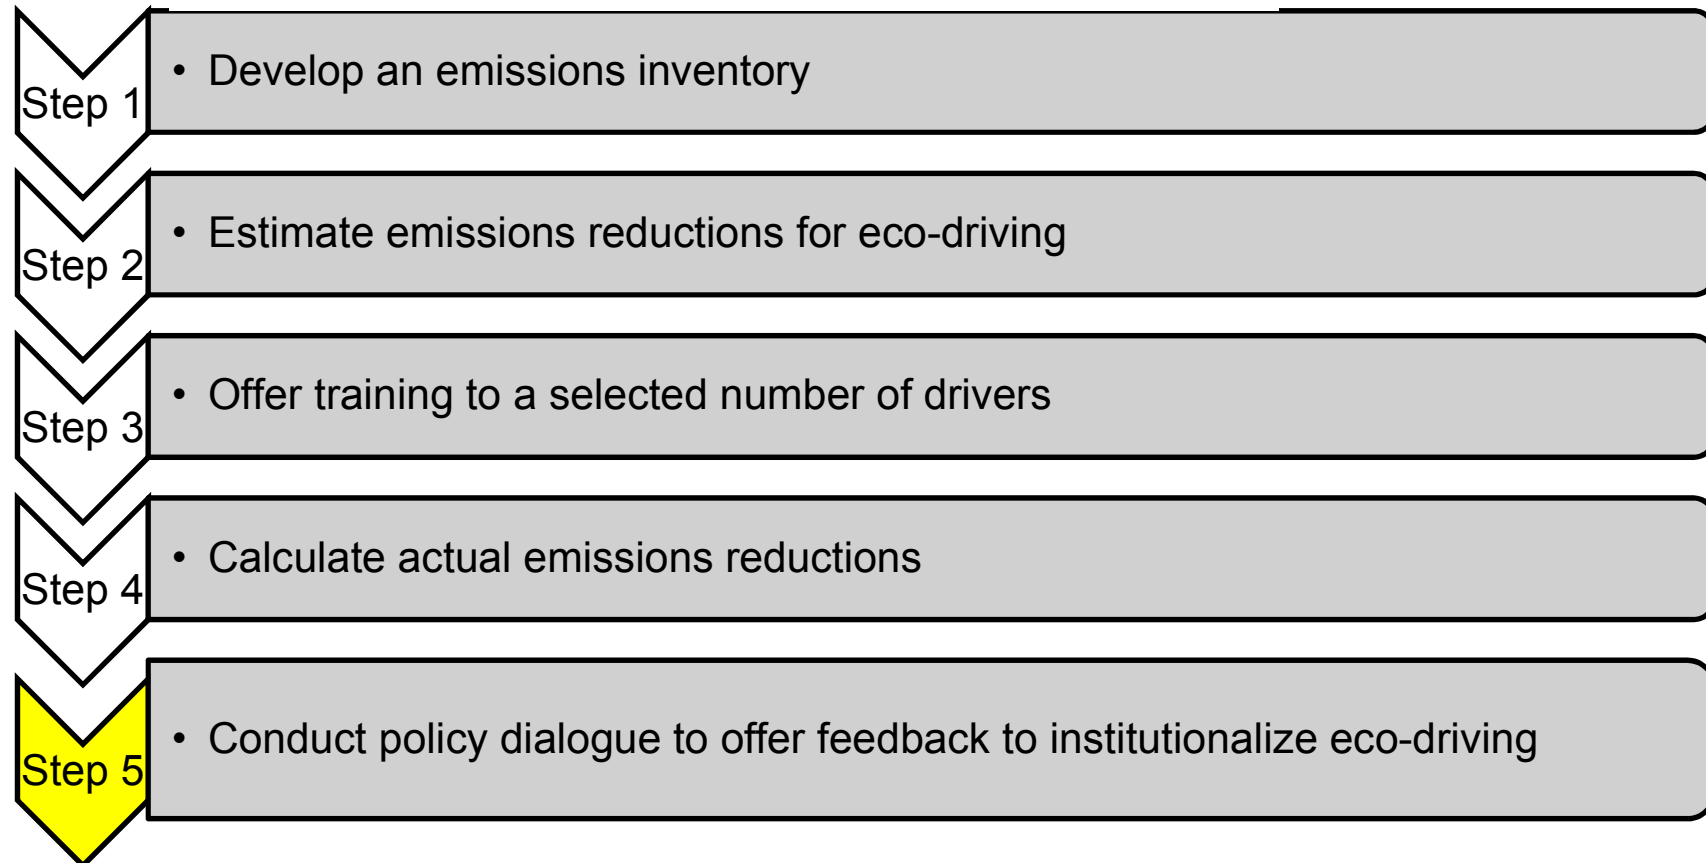 Step 1
• Develop an emissions inventory
Step 2
• Estimate emissions reductions for eco-driving
Step 3
• Offer training to a selected number of drivers
Step 4
• Calculate actual emissions reductions
Step 5
• Conduct policy dialogue to offer feedback to institutionalize eco-driving